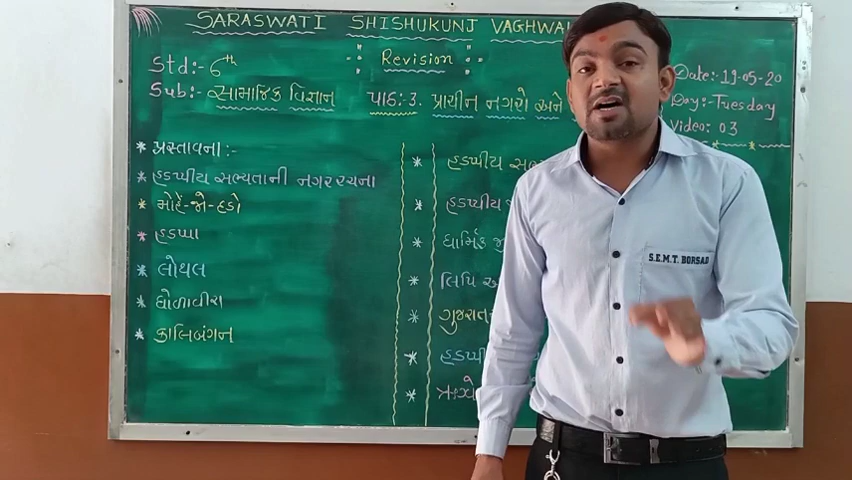 SARASWATI SHISHUKUNJ VAGHWAL
Revision
Std:- 6th
Sub:- સામાજિક વિજ્ઞાન
પાઠ:-3. પ્રાચીન નગરો અને
Date:- 19-05-20
Day:- Tuesday
Video: 03
* પ્રસ્તાવના :-
* હડપ્પીય સભ્યતાની નગરરચના
* મોહેં-જો-દડો
* હડપ્પા
* લોથલ
* ધોળાવીરા
* કાલિબંગન
* હડપ્પીય
* હડપ્પીય
* ધાર્મિક
* લિપિ
* ગુજરાત
* હડપ્પી
*
S.E.M.T. BORSAD